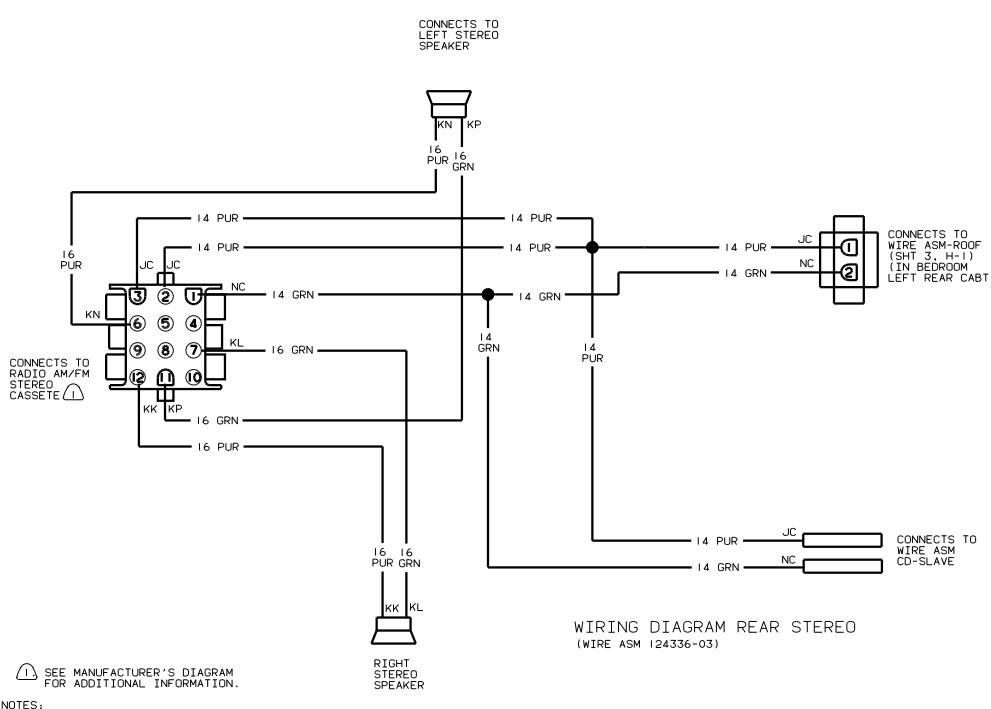 CONNECTS TO
LEFT STEREO
SPEAKER
KN KP
16
PUR
16
GRN
14 PUR
14 PUR
14 PUR
14 PUR
14 PUR
JC
CONNECTS TO
WIRE ASM-ROOF
(SHT 3, H-1)
(IN BEDROOM
LEFT REAR CABT
1
NC
2
14 GRN
16
PUR
JC JC
NC
14 GRN
14 GRN
3 2 1
KN
6 5 4
KL
9 8 7
16 GRN
14
GRN
14
PUR
CONNECTS TO
RADIO AM/FM
STEREO
CASSETE 1
12 11 10
KK KP
16 GRN
16 PUR
JC
14 PUR
CONNECTS TO
WIRE ASM
CD-SLAVE
NC
14 GRN
16
PUR
16
GRN
KK KL
WIRING DIAGRAM REAR STEREO
(WIRE ASM 124336-03)
RIGHT
STEREO
SPEAKER
1. SEE MANUFACTURER'S DIAGRAM
FOR ADDITIONAL INFORMATION.
NOTES: